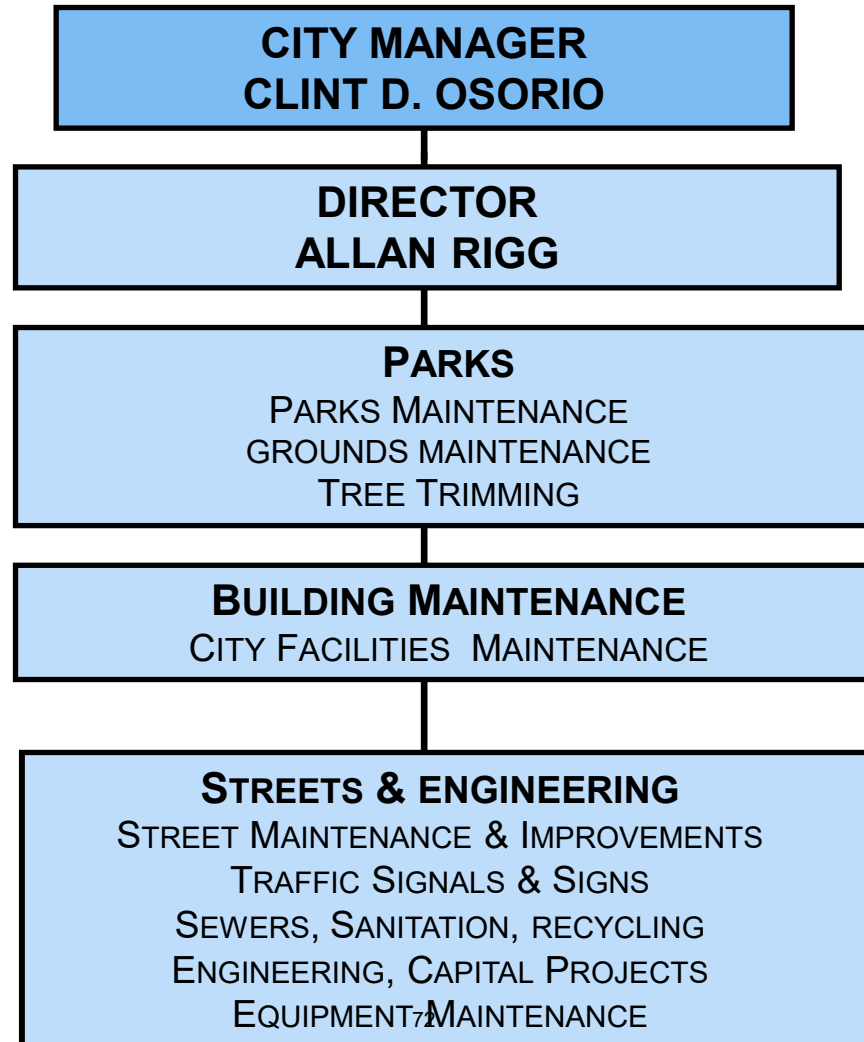 CITY MANAGER
CLINT D. OSORIO
DIRECTOR
ALLAN RIGG
PARKS
PARKS MAINTENANCE
GROUNDS MAINTENANCE
TREE TRIMMING
BUILDING MAINTENANCE
CITY FACILITIES MAINTENANCE
STREETS & ENGINEERING
STREET MAINTENANCE & IMPROVEMENTS
TRAFFIC SIGNALS & SIGNS
SEWERS, SANITATION, RECYCLING
ENGINEERING, CAPITAL PROJECTS
EQUIPMENT MAINTENANCE
72